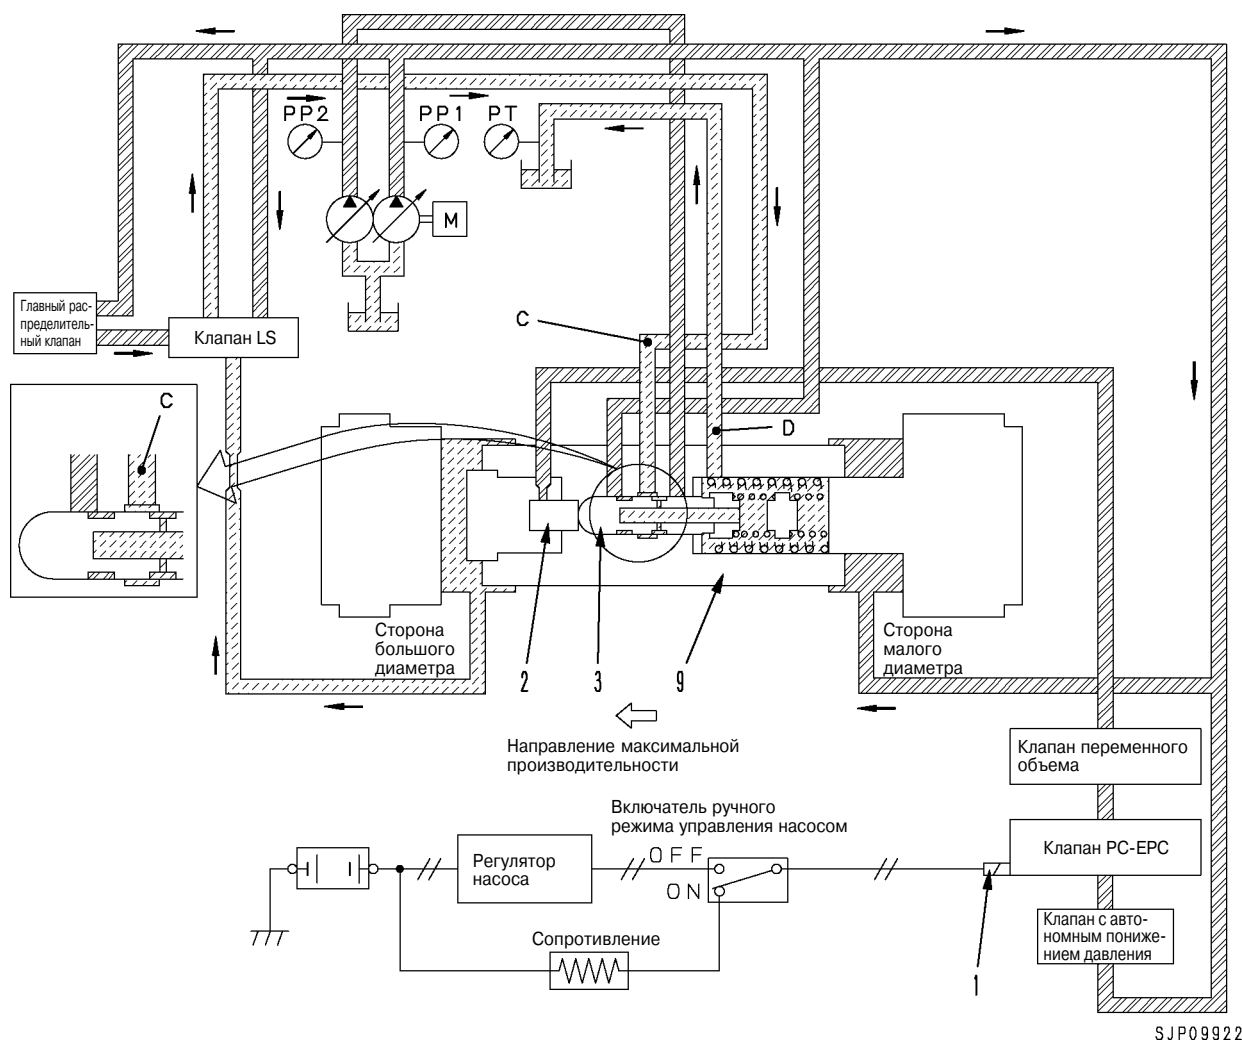 PP2
PP1
PT
M
Главный рас-
пределитель-
ный клапан
Клапан LS
C
C
D
Сторона
большого
диаметра
Сторона
малого
диаметра
2
3
9
Направление максимальной
производительности
Клапан переменного
объема
Включатель ручного
режима управления насосом
Регулятор
насоса
OFF
ON
Клапан PC-EPC
Сопротивление
Клапан с авто-
номным пониже-
нием давления
1
SJP09922